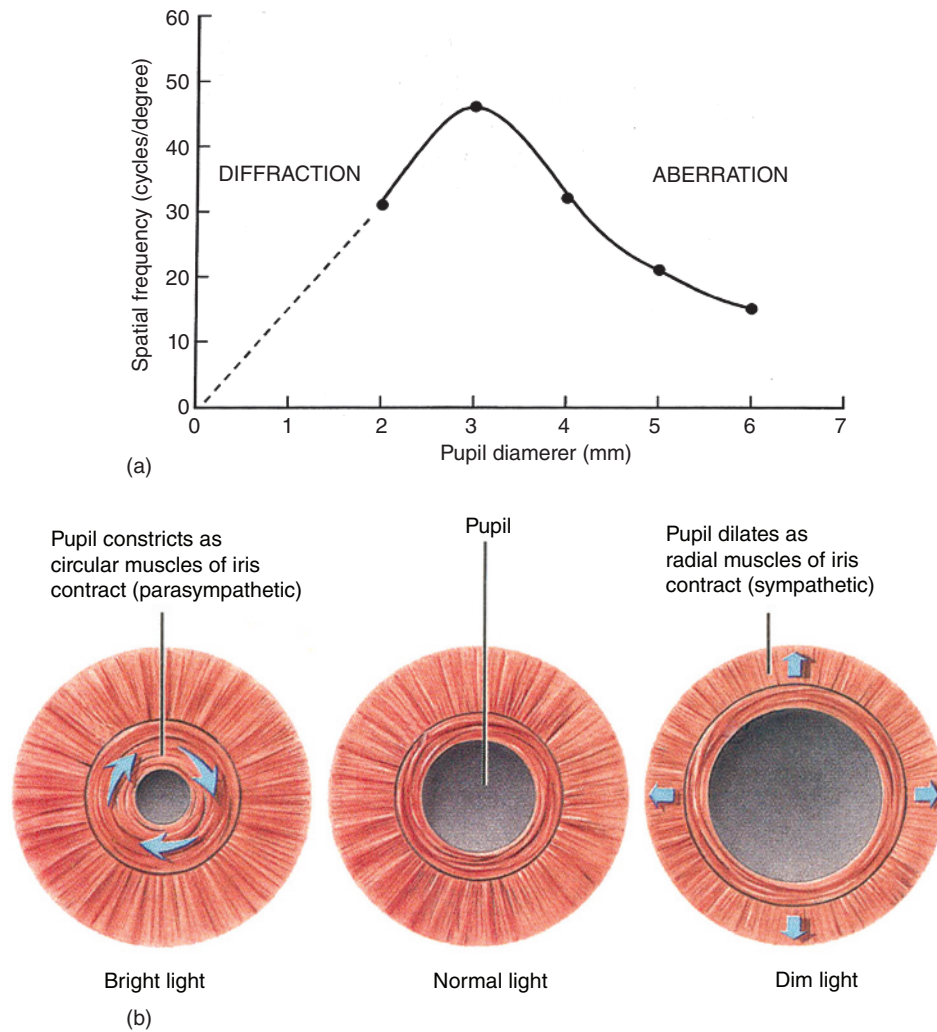 60
50
40
30
20
10
0
Spatial frequency (cycles/degree)
DIFFRACTION
ABERRATION
0 1 2 3 4 5 6 7
Pupil diamerer (mm)
(a)
Pupil constricts as
circular muscles of iris
contract (parasympathetic)
Pupil
Pupil dilates as
radial muscles of iris
contract (sympathetic)
Bright light
Normal light
Dim light
(b)